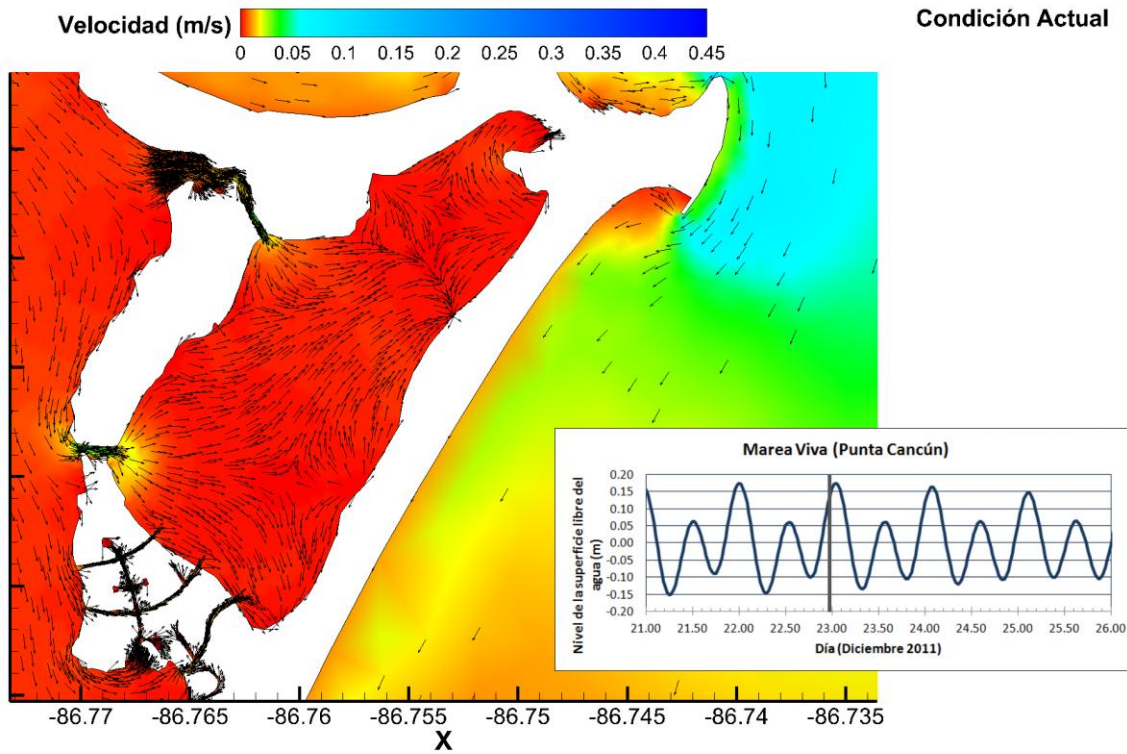 Velocidad (m/s)
0 0.05 0.1 0.15 0.2 0.25 0.3 0.35 0.4 0.45
Condición Actual
Marea Viva (Punta Cancún)
Nivel de la superficie libre del
agua (m)
0.20
0.15
0.10
0.05
0.00
-0.05
-0.10
-0.15
-0.20
21.00 21.50 22.00 22.50 23.00 23.50 24.00 24.50 25.00 25.50 26.00
Día (Diciembre 2011)
-86.77 -86.765 -86.76 -86.755 -86.75 -86.745 -86.74 -86.735
X